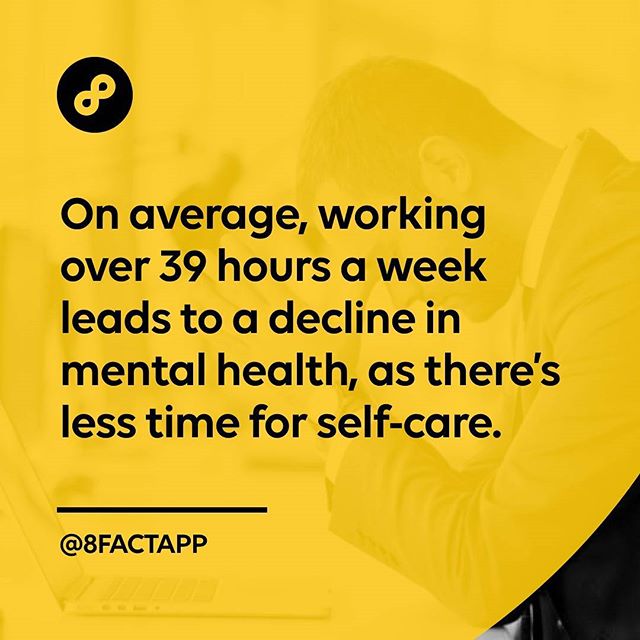 On average, working
over 39 hours a week
leads to a decline in
mental health, as there's
less time for self-care.
@8FACTAPP